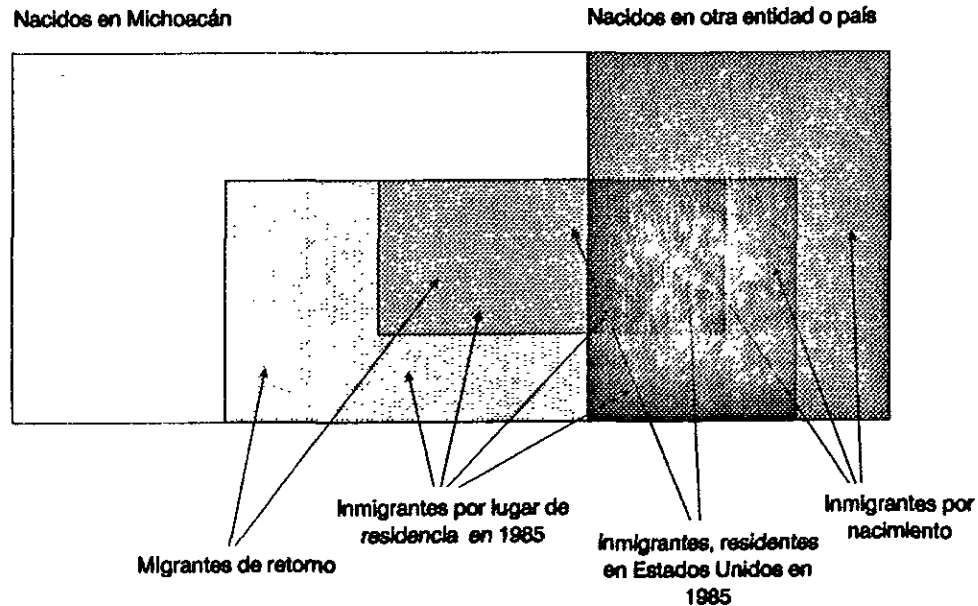 Nacidos en Michoacán
Nacidos en otra entidad o país
Inmigrantes por lugar de
residencia en 1985
Migrantes de retorno
Inmigrantes, residentes
en Estados Unidos en
1985
Inmigrantes por
nacimiento